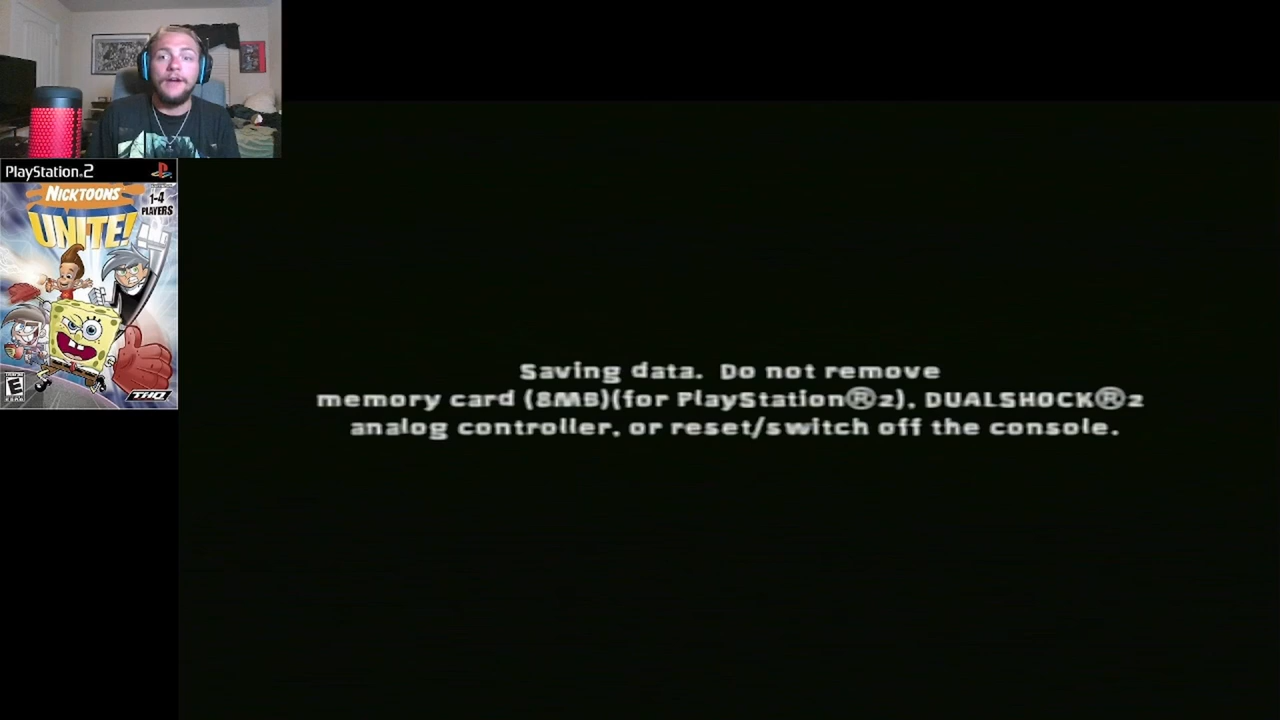 PlayStation®2
NICKTOONS
1-4
PLAYERS
UNITE!
E
THQ
Saving data. Do not remove
memory card (8MB)(for PlayStation®2), DUALSHOCK®2
analog controller, or reset/switch off the console.